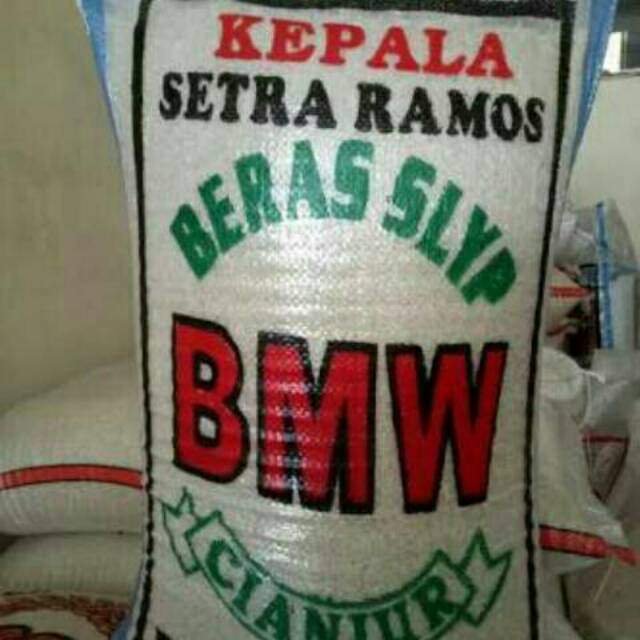 KEPALA
SETRA RAMOS
BERAS SLYP
BMW
CIANJUR